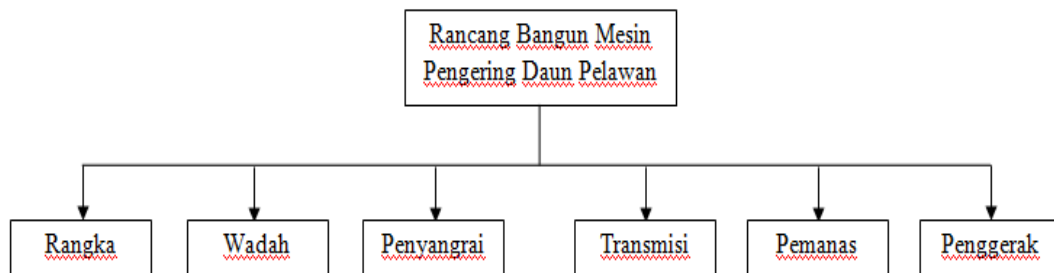 Rancang Bangun Mesin
Pengering Daun Pelawan
Rangka
Wadah
Penyangrai
Transmisi
Pemanas
Penggerak